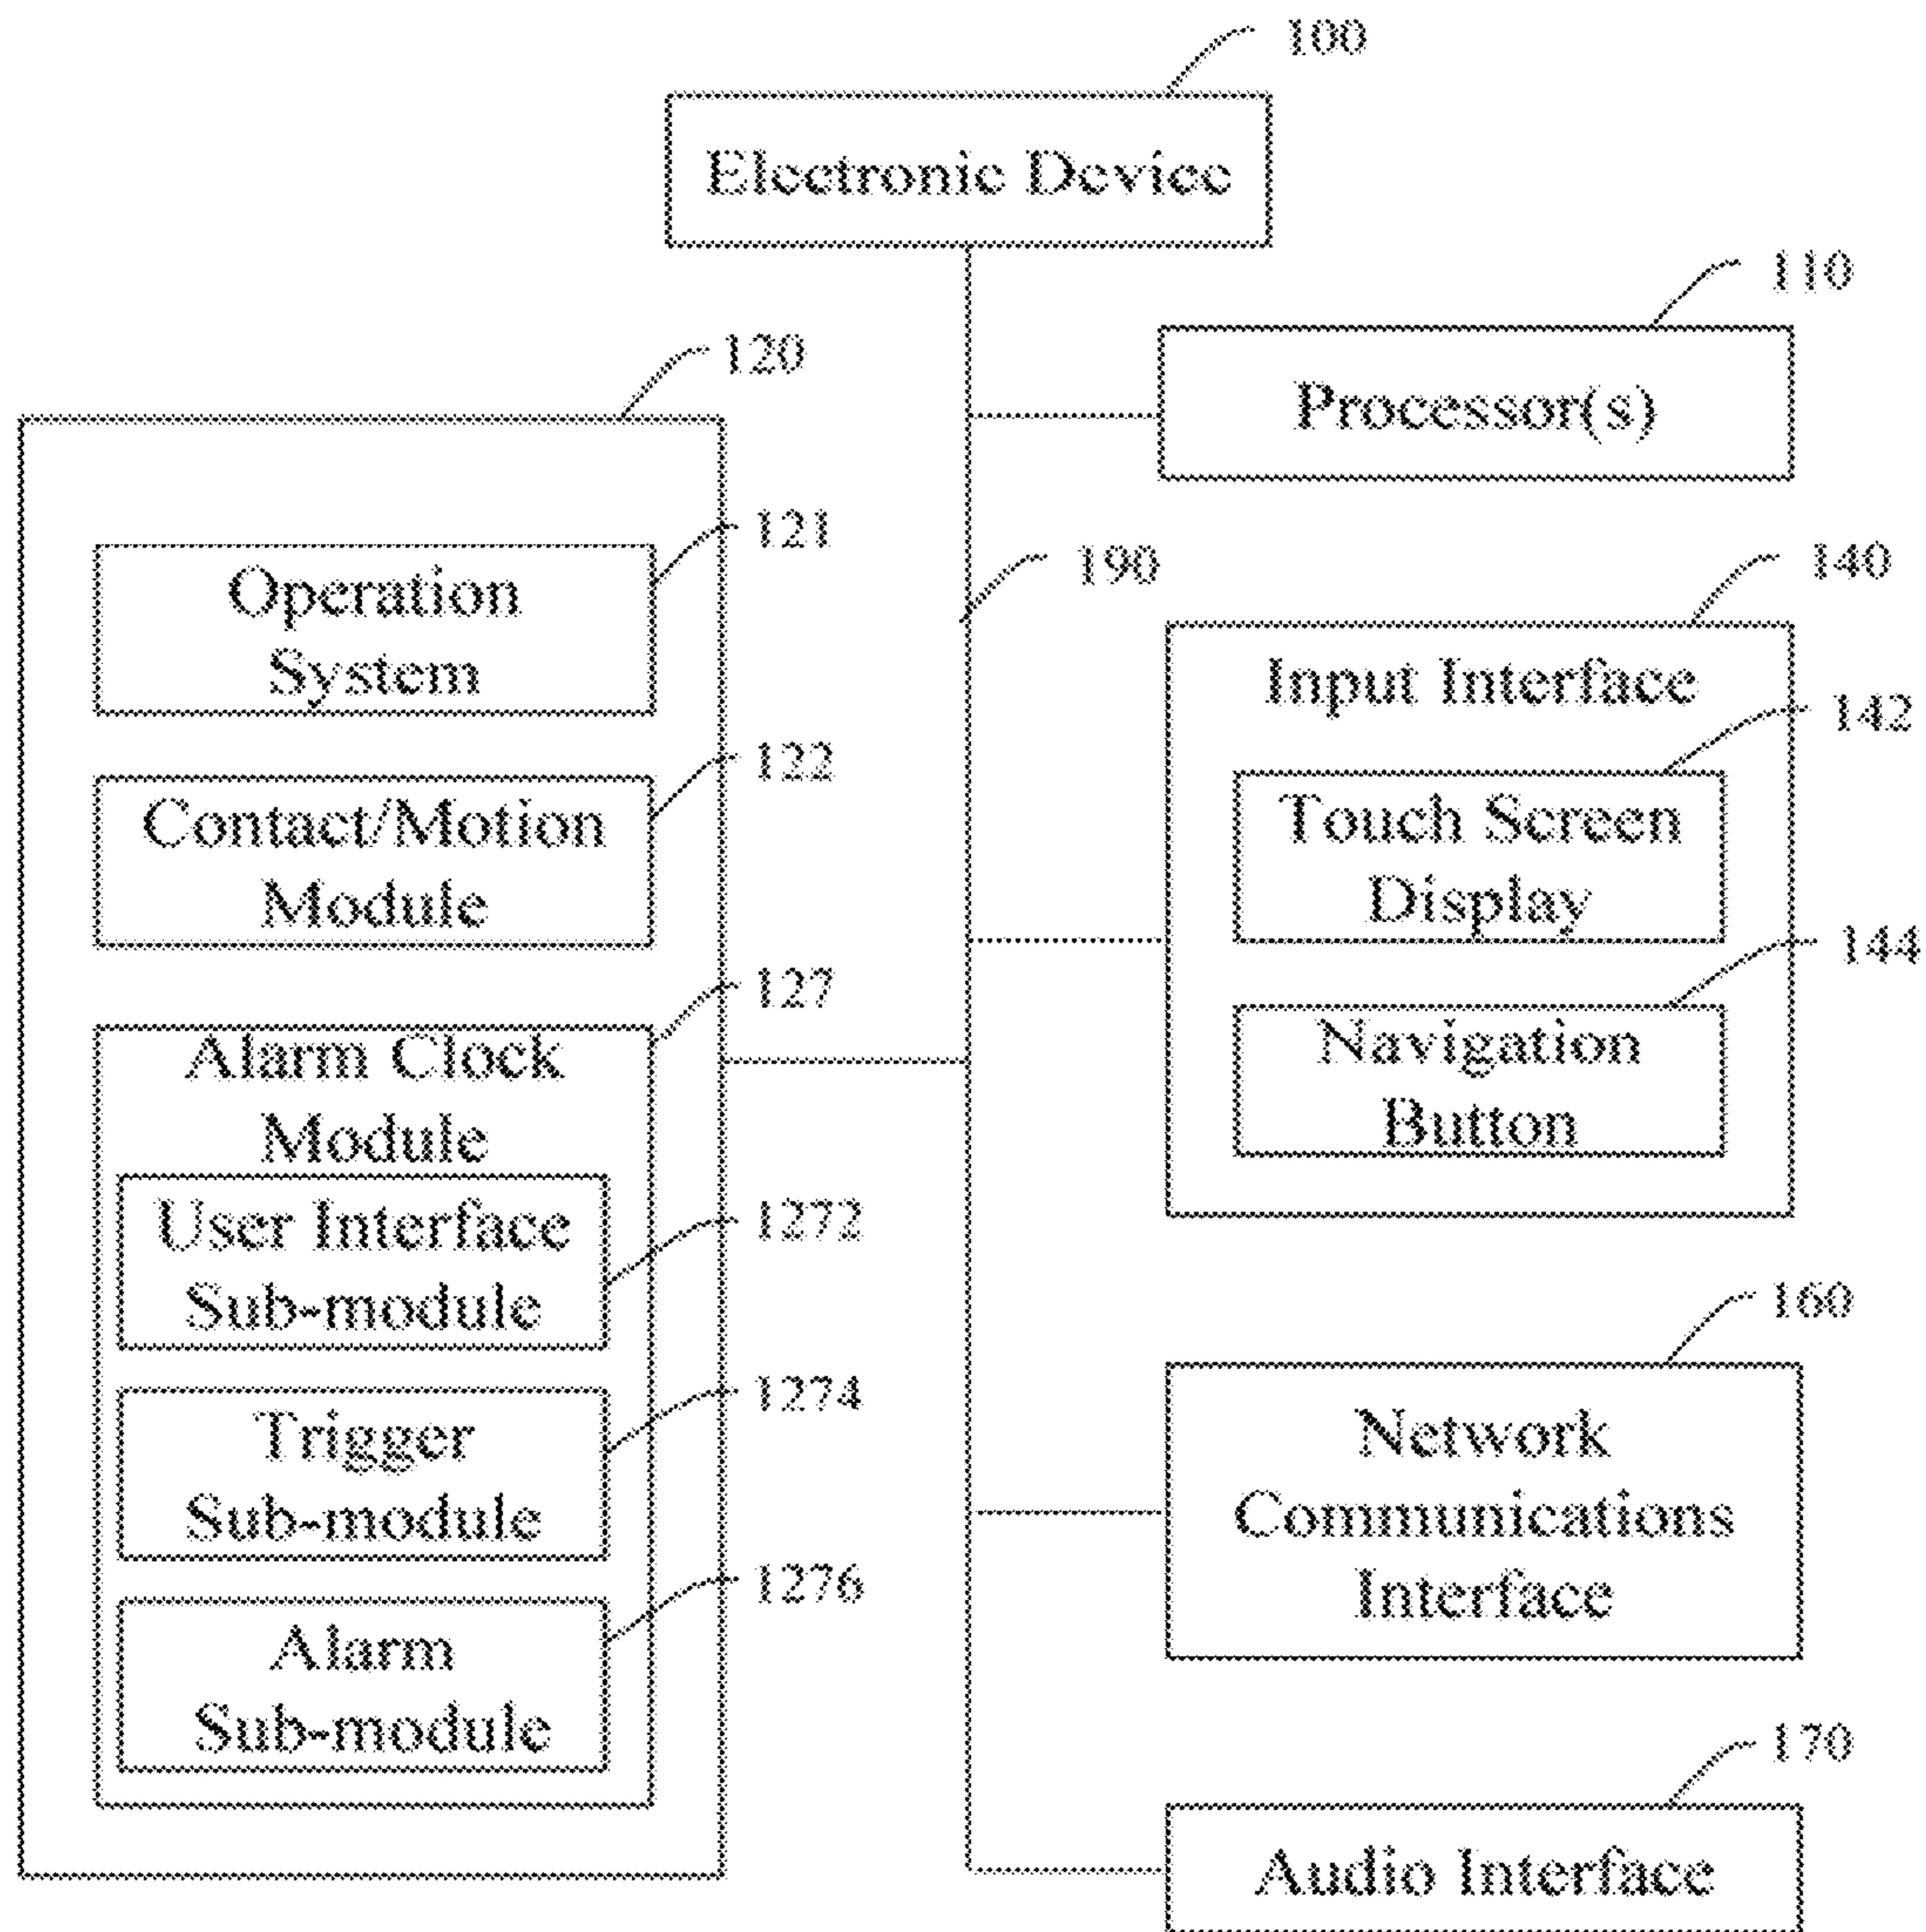 100
Electronic Device
110
Processor(s)
120
121
Operation
System
122
Contact/Motion
Module
127
Alarm Clock
Module
1272
User Interface
Sub-module
1274
Trigger
Sub-module
1276
Alarm
Sub-module
190
140
Input Interface
142
Touch Screen
Display
144
Navigation
Button
160
Network
Communications
Interface
170
Audio Interface